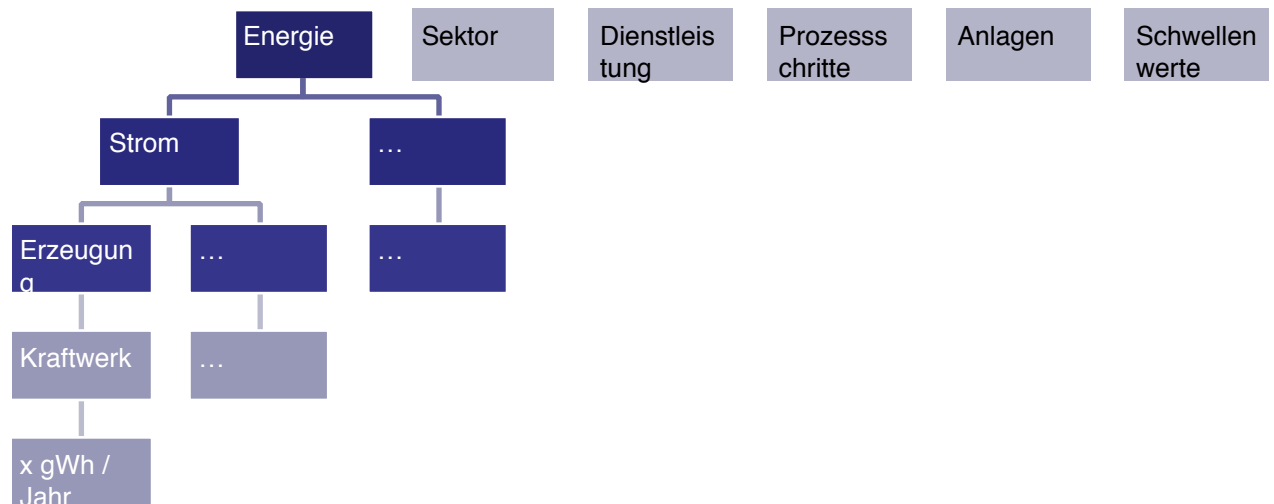 Energie
Sektor
Dienstleis
tung
Prozesss
chritte
Anlagen
Schwellen
werte
Strom
…
Erzeugun
g
…
…
Kraftwerk
…
x gWh /
Jahr